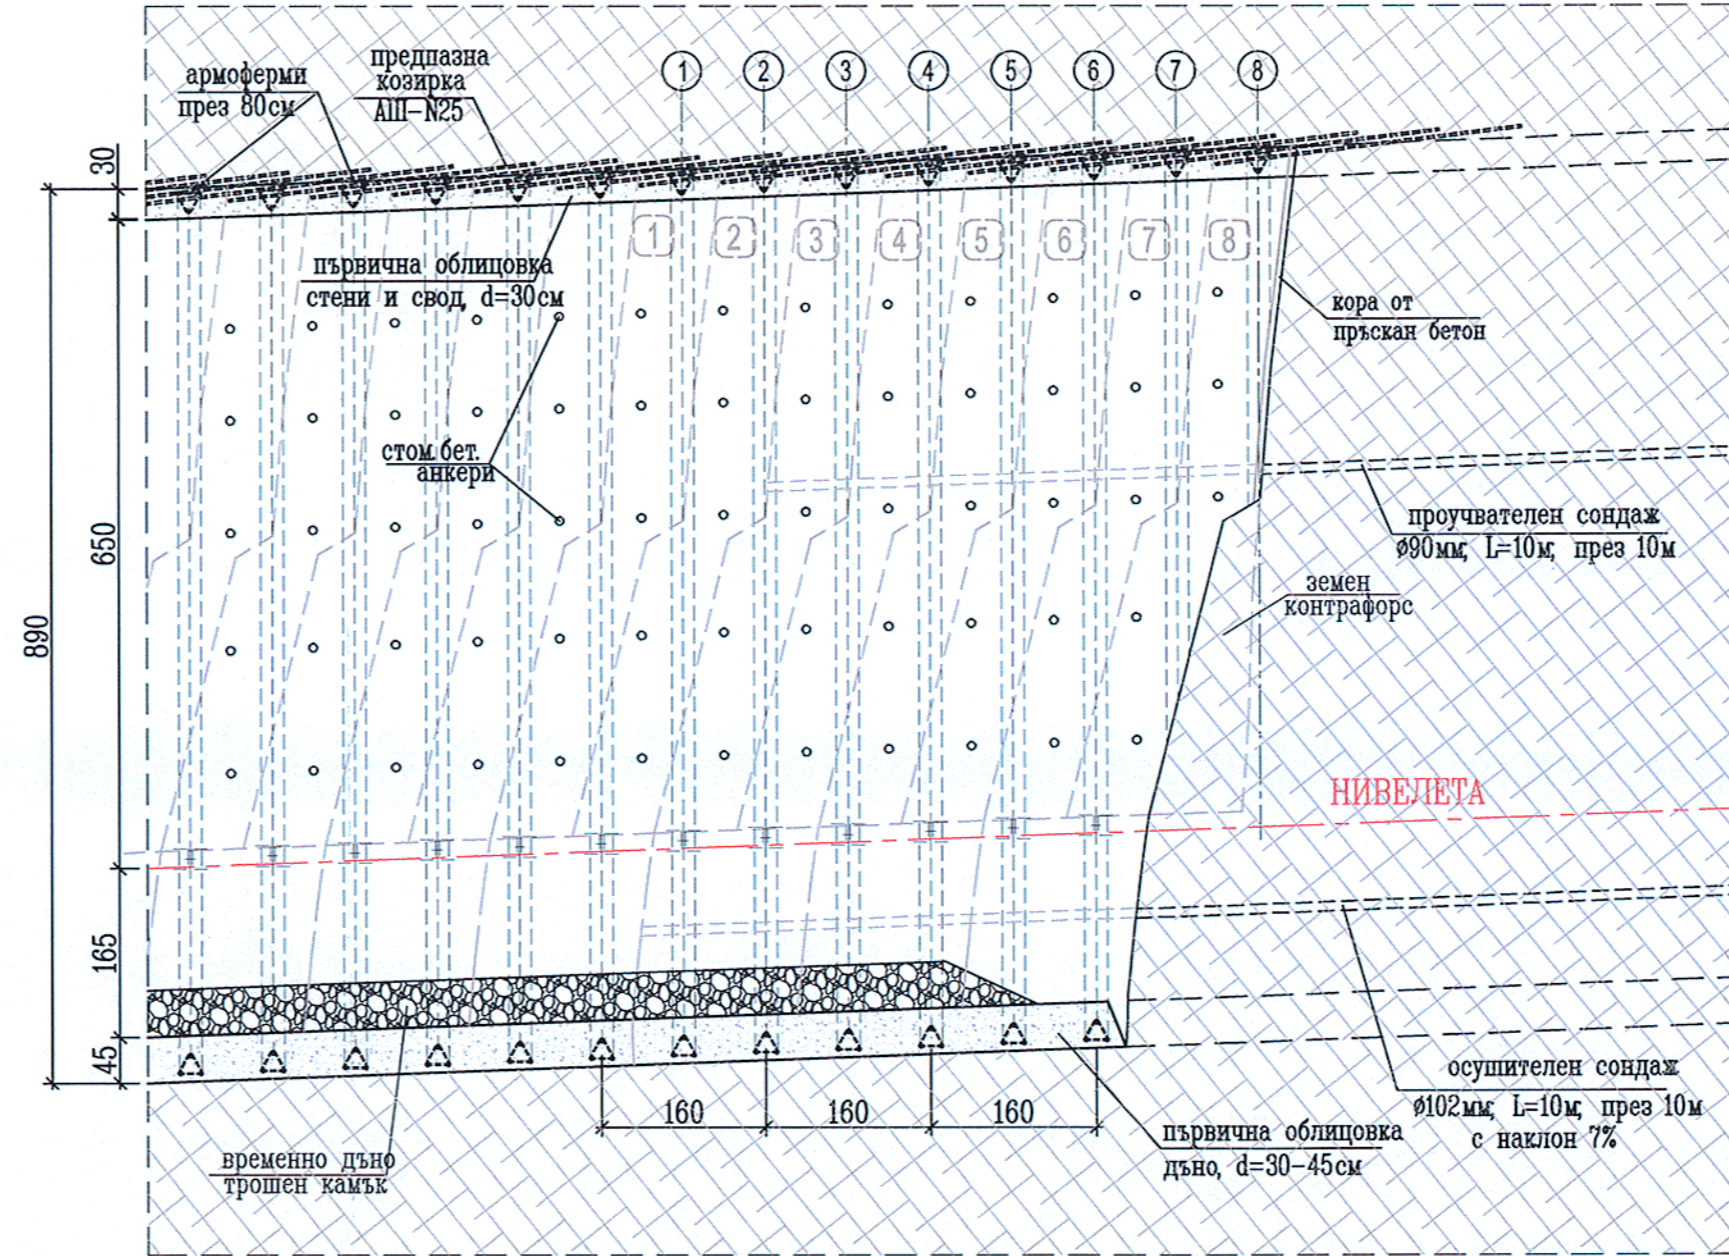 армоферми
през 80см
предпазна
козирка
АІІІ-N25
1 2 3 4 5 6 7 8
30
1 2 3 4 5 6 7 8
първична облицовка
стени и свод, d=30см
кора от
пръскан бетон
стом.бет.
анкери
проучвателен сондаж
ø90мм, L=10м, през 10м
650
земен
контрафорс
890
НИВЕЛЕТА
165
45
осушителен сондаж
ø102мм, L=10м, през 10м
с наклон 7%
160 160 160
първична облицовка
дъно, d=30-45см
временно дъно
трошен камък